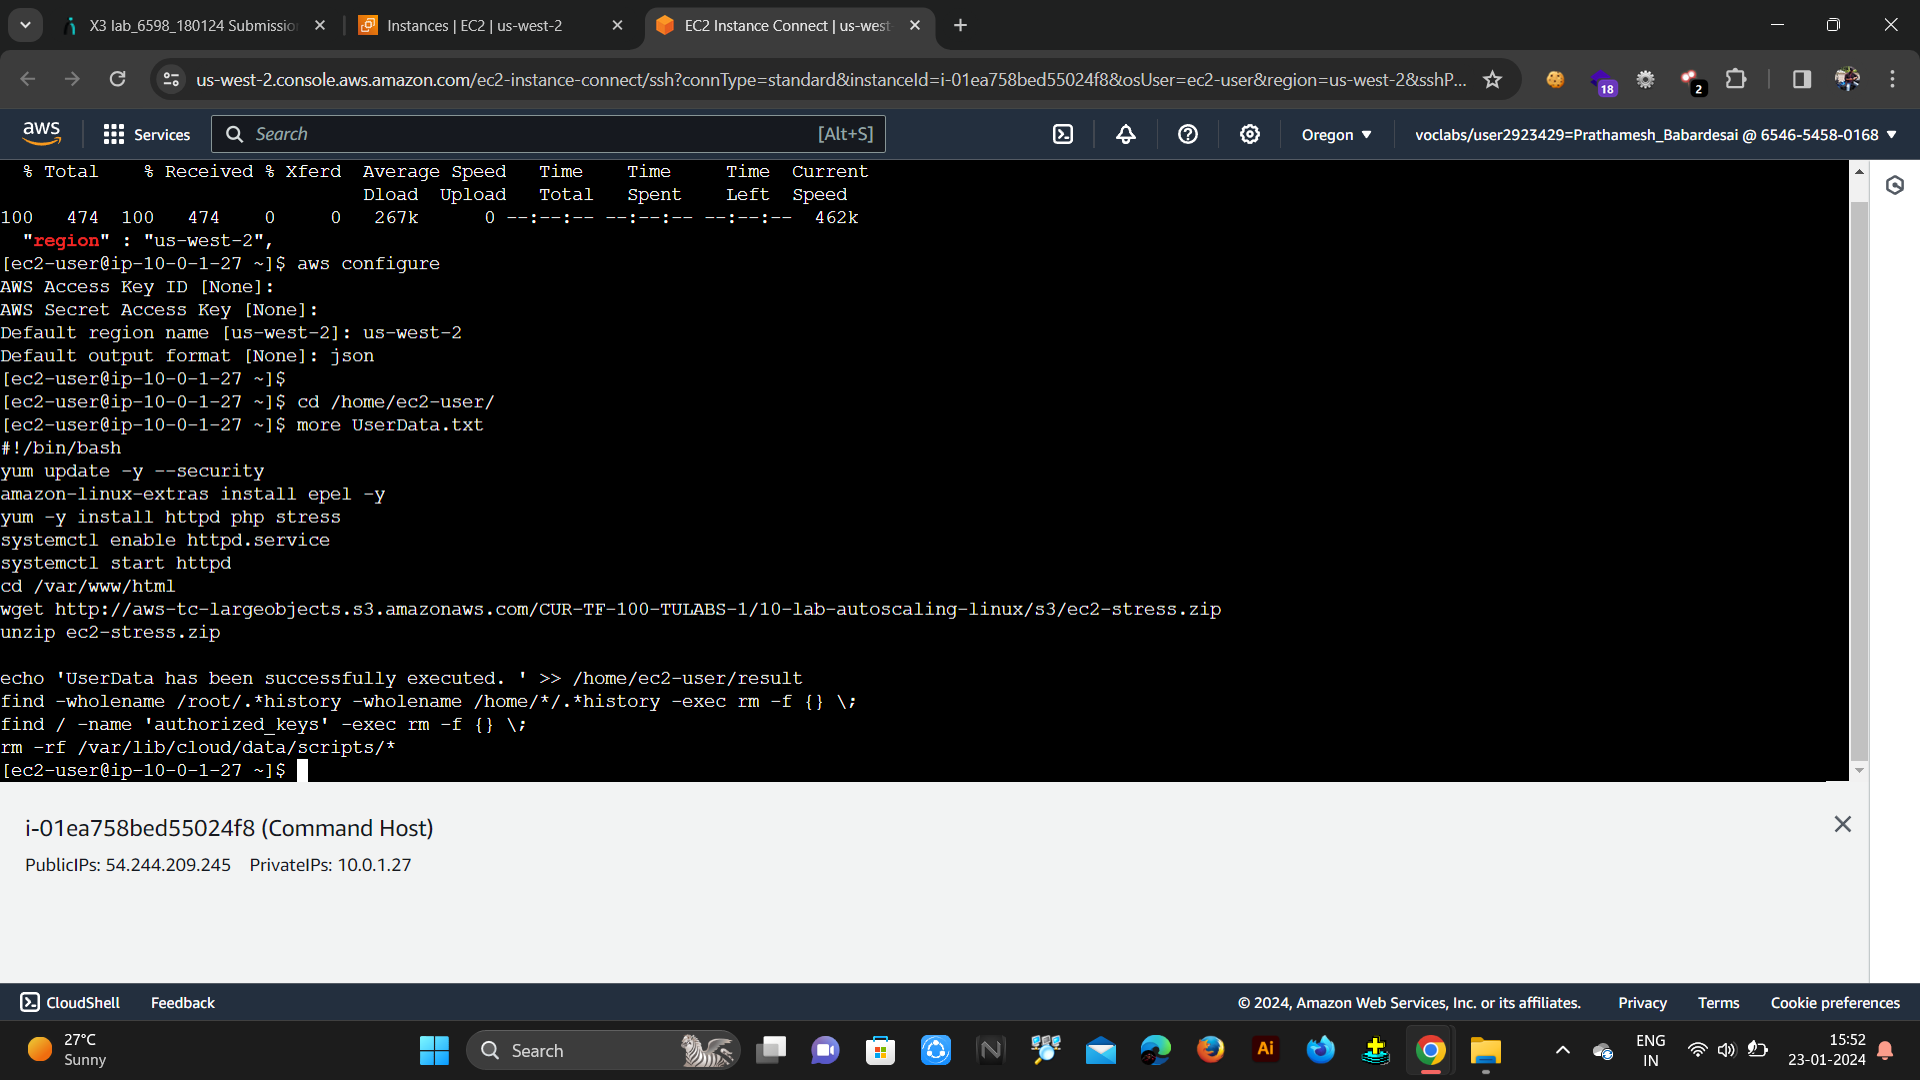 X3 lab_6598_180124 Submissio
Instances | EC2 | us-west-2
EC2 Instance Connect | us-west-
us-west-2.console.aws.amazon.com/ec2-instance-connect/ssh?connType=standard&instanceId=i-01ea758bed55024f8&osUser=ec2-user&region=us-west-2&sshP...
18
2
aws
Services
Search
[Alt+S]
Oregon
voclabs/user2923429=Prathamesh_Babardesai @ 6546-5458-0168
% Total    % Received % Xferd  Average Speed   Time    Time     Time  Current
Dload  Upload   Total   Spent    Left  Speed
100   474  100   474    0     0   267k      0 --:--:-- --:--:-- --:--:--  462k
"region" : "us-west-2",
[ec2-user@ip-10-0-1-27 ~]$ aws configure
AWS Access Key ID [None]:
AWS Secret Access Key [None]:
Default region name [us-west-2]: us-west-2
Default output format [None]: json
[ec2-user@ip-10-0-1-27 ~]$
[ec2-user@ip-10-0-1-27 ~]$ cd /home/ec2-user/
[ec2-user@ip-10-0-1-27 ~]$ more UserData.txt
#!/bin/bash
yum update -y --security
amazon-linux-extras install epel -y
yum -y install httpd php stress
systemctl enable httpd.service
systemctl start httpd
cd /var/www/html
wget http://aws-tc-largeobjects.s3.amazonaws.com/CUR-TF-100-TULABS-1/10-lab-autoscaling-linux/s3/ec2-stress.zip
unzip ec2-stress.zip
echo 'UserData has been successfully executed. ' >> /home/ec2-user/result
find -wholename /root/.*history -wholename /home/*/.*history -exec rm -f {} \;
find / -name 'authorized_keys' -exec rm -f {} \;
rm -rf /var/lib/cloud/data/scripts/*
[ec2-user@ip-10-0-1-27 ~]$
i-01ea758bed55024f8 (Command Host)
PublicIPs: 54.244.209.245    PrivateIPs: 10.0.1.27
CloudShell
Feedback
© 2024, Amazon Web Services, Inc. or its affiliates.
Privacy
Terms
Cookie preferences
27°C
Sunny
Search
Ai
ENG
IN
15:52
23-01-2024